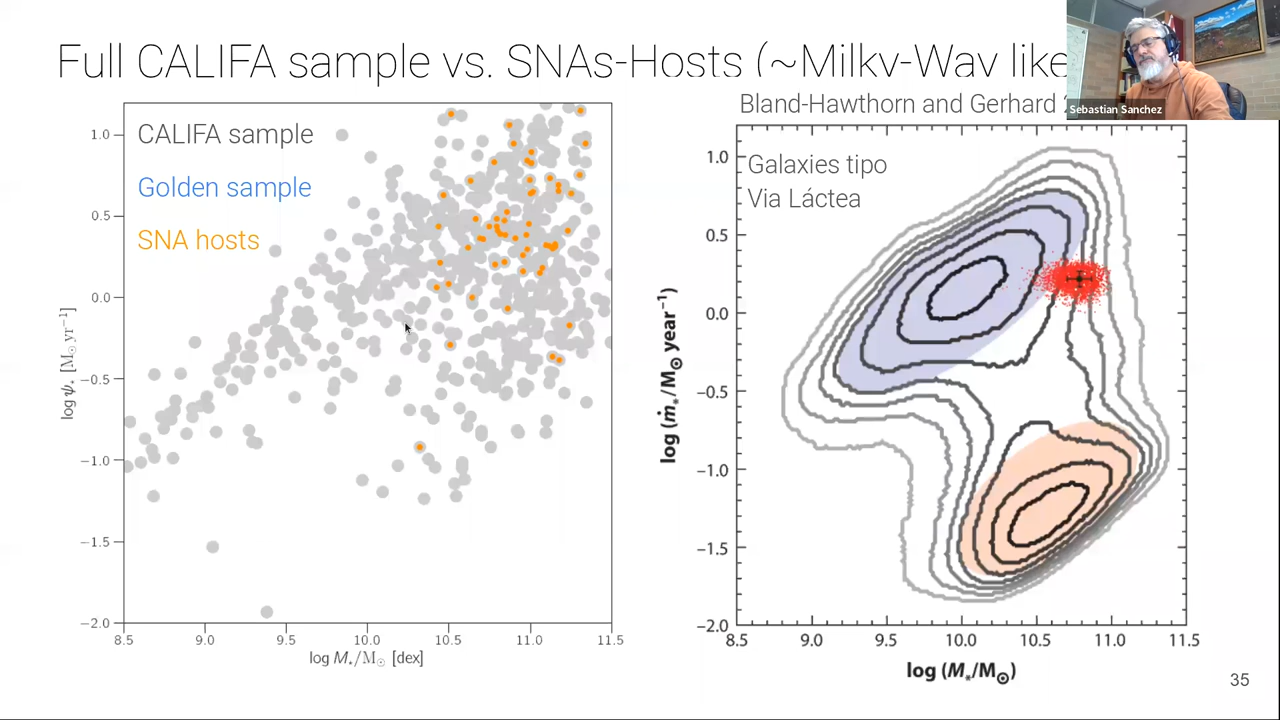 Full CALIFA sample vs. SNAs-Hosts (~Milky-Way like
Bland-Hawthorn and Gerhard
Sebastian Sanchez
CALIFA sample
Golden sample
SNA hosts
1.0
0.5
0.0
−0.5
−1.0
−1.5
−2.0
log ψ⋆ [M⊙ yr⁻¹]
8.5 9.0 9.5 10.0 10.5 11.0 11.5
log M⋆/M⊙ [dex]
Galaxies tipo
Via Láctea
1.0
0.5
0.0
−0.5
−1.0
−1.5
−2.0
log (ṁ*/M⊙ year⁻¹)
8.5 9.0 9.5 10.0 10.5 11.0 11.5
log (M*/M⊙)
35